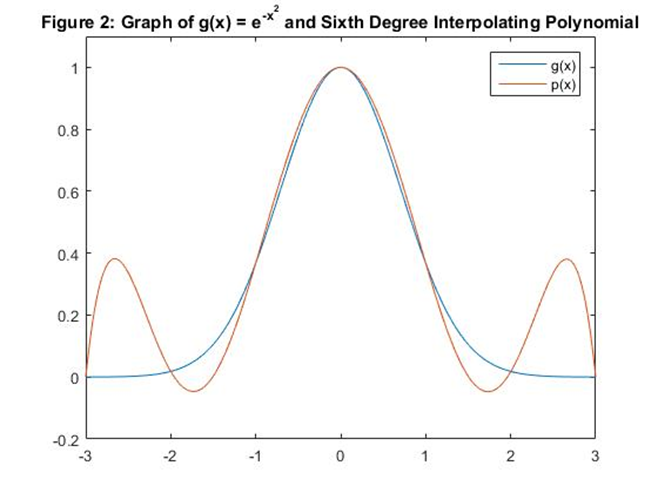 Figure 2: Graph of g(x) = e^-x^2 and Sixth Degree Interpolating Polynomial
g(x)
p(x)
1
0.8
0.6
0.4
0.2
0
-0.2
-3 -2 -1 0 1 2 3